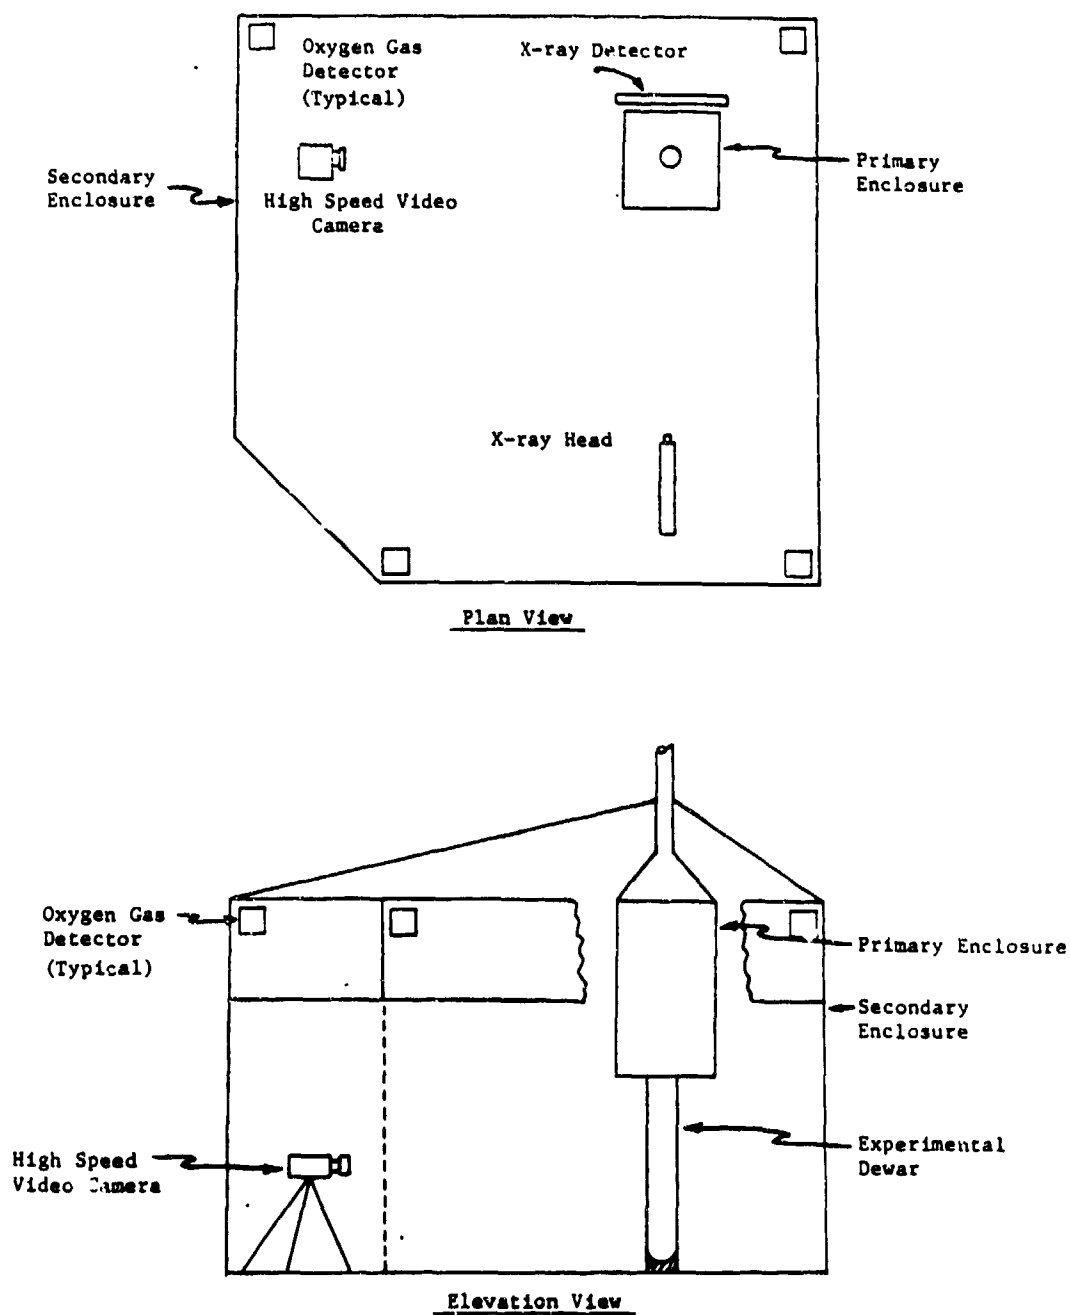 Oxygen Gas
Detector
(Typical)
X-ray Detector
Primary
Enclosure
Secondary
Enclosure
High Speed Video
Camera
X-ray Head
Plan View
Oxygen Gas
Detector
(Typical)
Primary Enclosure
Secondary
Enclosure
Experimental
Dewar
High Speed
Video Camera
Elevation View